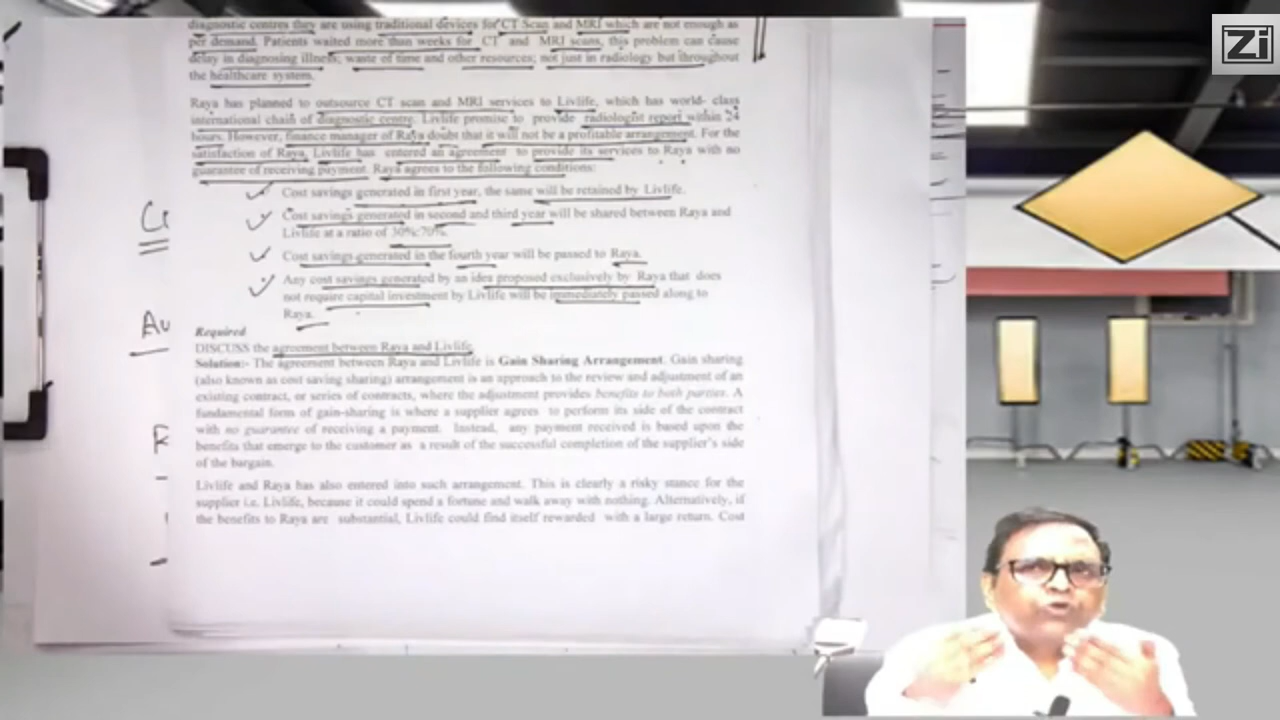 diagnostic centres they are using traditional devices for CT Scan and MRI which are not enough as
per demand. Patients waited more than weeks for CT and MRI scans, this problem can cause
delay in diagnosing illness; waste of time and other resources; not just in radiology but throughout
the healthcare system.
Raya has planned to outsource CT scan and MRI services to Livlife, which has world- class
international chain of diagnostic centre. Livlife promise to provide radiologist report within 24
hours. However, finance manager of Raya doubt that it will not be a profitable arrangement. For the
satisfaction of Raya, Livlife has entered an agreement to provide its services to Raya with no
guarantee of receiving payment. Raya agrees to the following conditions:
Cost savings generated in first year, the same will be retained by Livlife.
Cost savings generated in second and third year will be shared between Raya and
Livlife at a ratio of 30%:70%.
Cost savings generated in the fourth year will be passed to Raya.
Any cost savings generated by an idea proposed exclusively by Raya that does
not require capital investment by Livlife will be immediately passed along to
Raya.
Required
DISCUSS the agreement between Raya and Livlife.
Solution:- The agreement between Raya and Livlife is Gain Sharing Arrangement. Gain sharing
(also known as cost saving sharing) arrangement is an approach to the review and adjustment of an
existing contract, or series of contracts, where the adjustment provides benefits to both parties. A
fundamental form of gain-sharing is where a supplier agrees to perform its side of the contract
with no guarantee of receiving a payment. Instead, any payment received is based upon the
benefits that emerge to the customer as a result of the successful completion of the supplier's side
of the bargain.
Livlife and Raya has also entered into such arrangement. This is clearly a risky stance for the
supplier i.e. Livlife, because it could spend a fortune and walk away with nothing. Alternatively, if
the benefits to Raya are substantial, Livlife could find itself rewarded with a large return. Cost
Zi